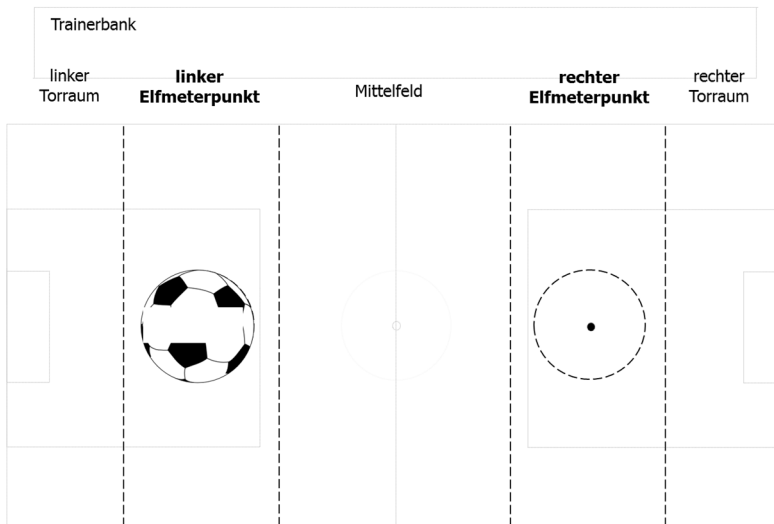 Trainerbank
linker
Torraum
linker
Elfmeterpunkt
Mittelfeld
rechter
Elfmeterpunkt
rechter
Torraum